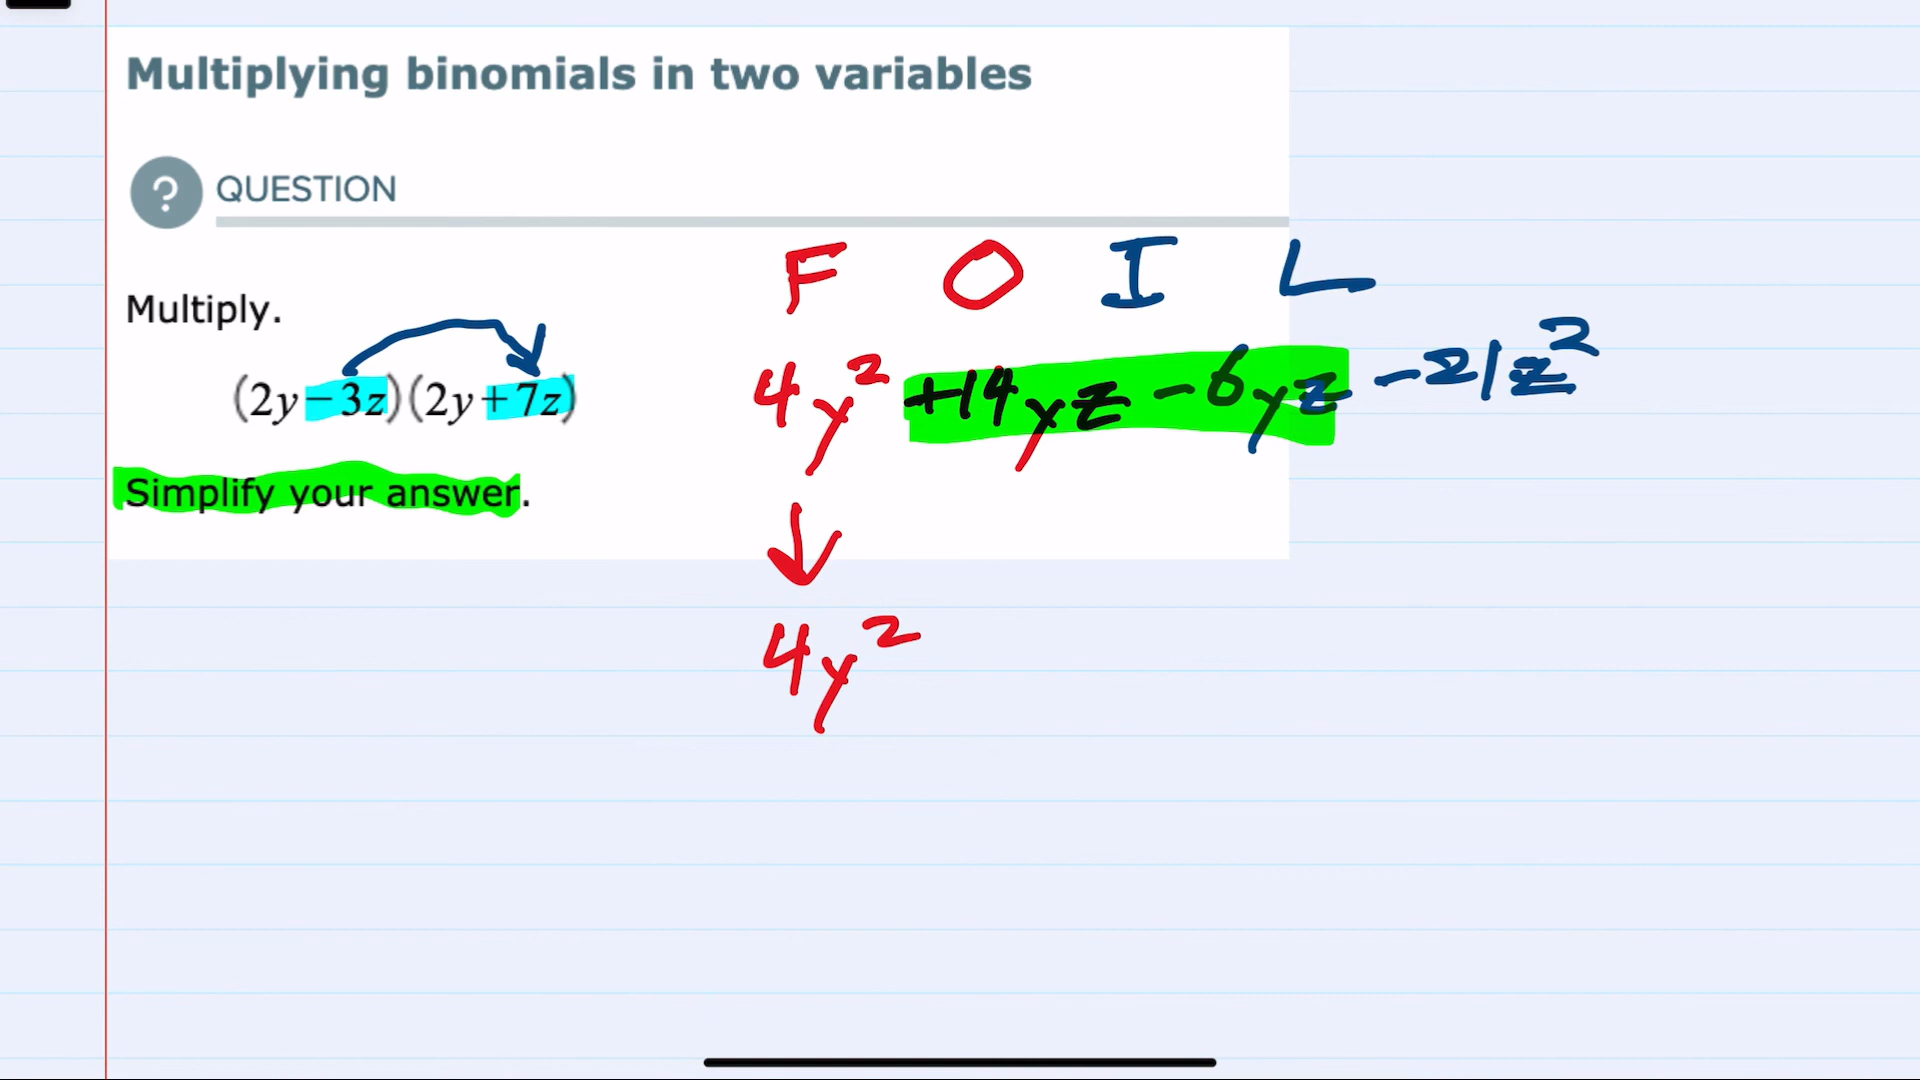 Multiplying binomials in two variables
? QUESTION
F O I L
Multiply.
(2y-3z)(2y+7z)
4y² +14yz -6yz -21z²
Simplify your answer.
4y²